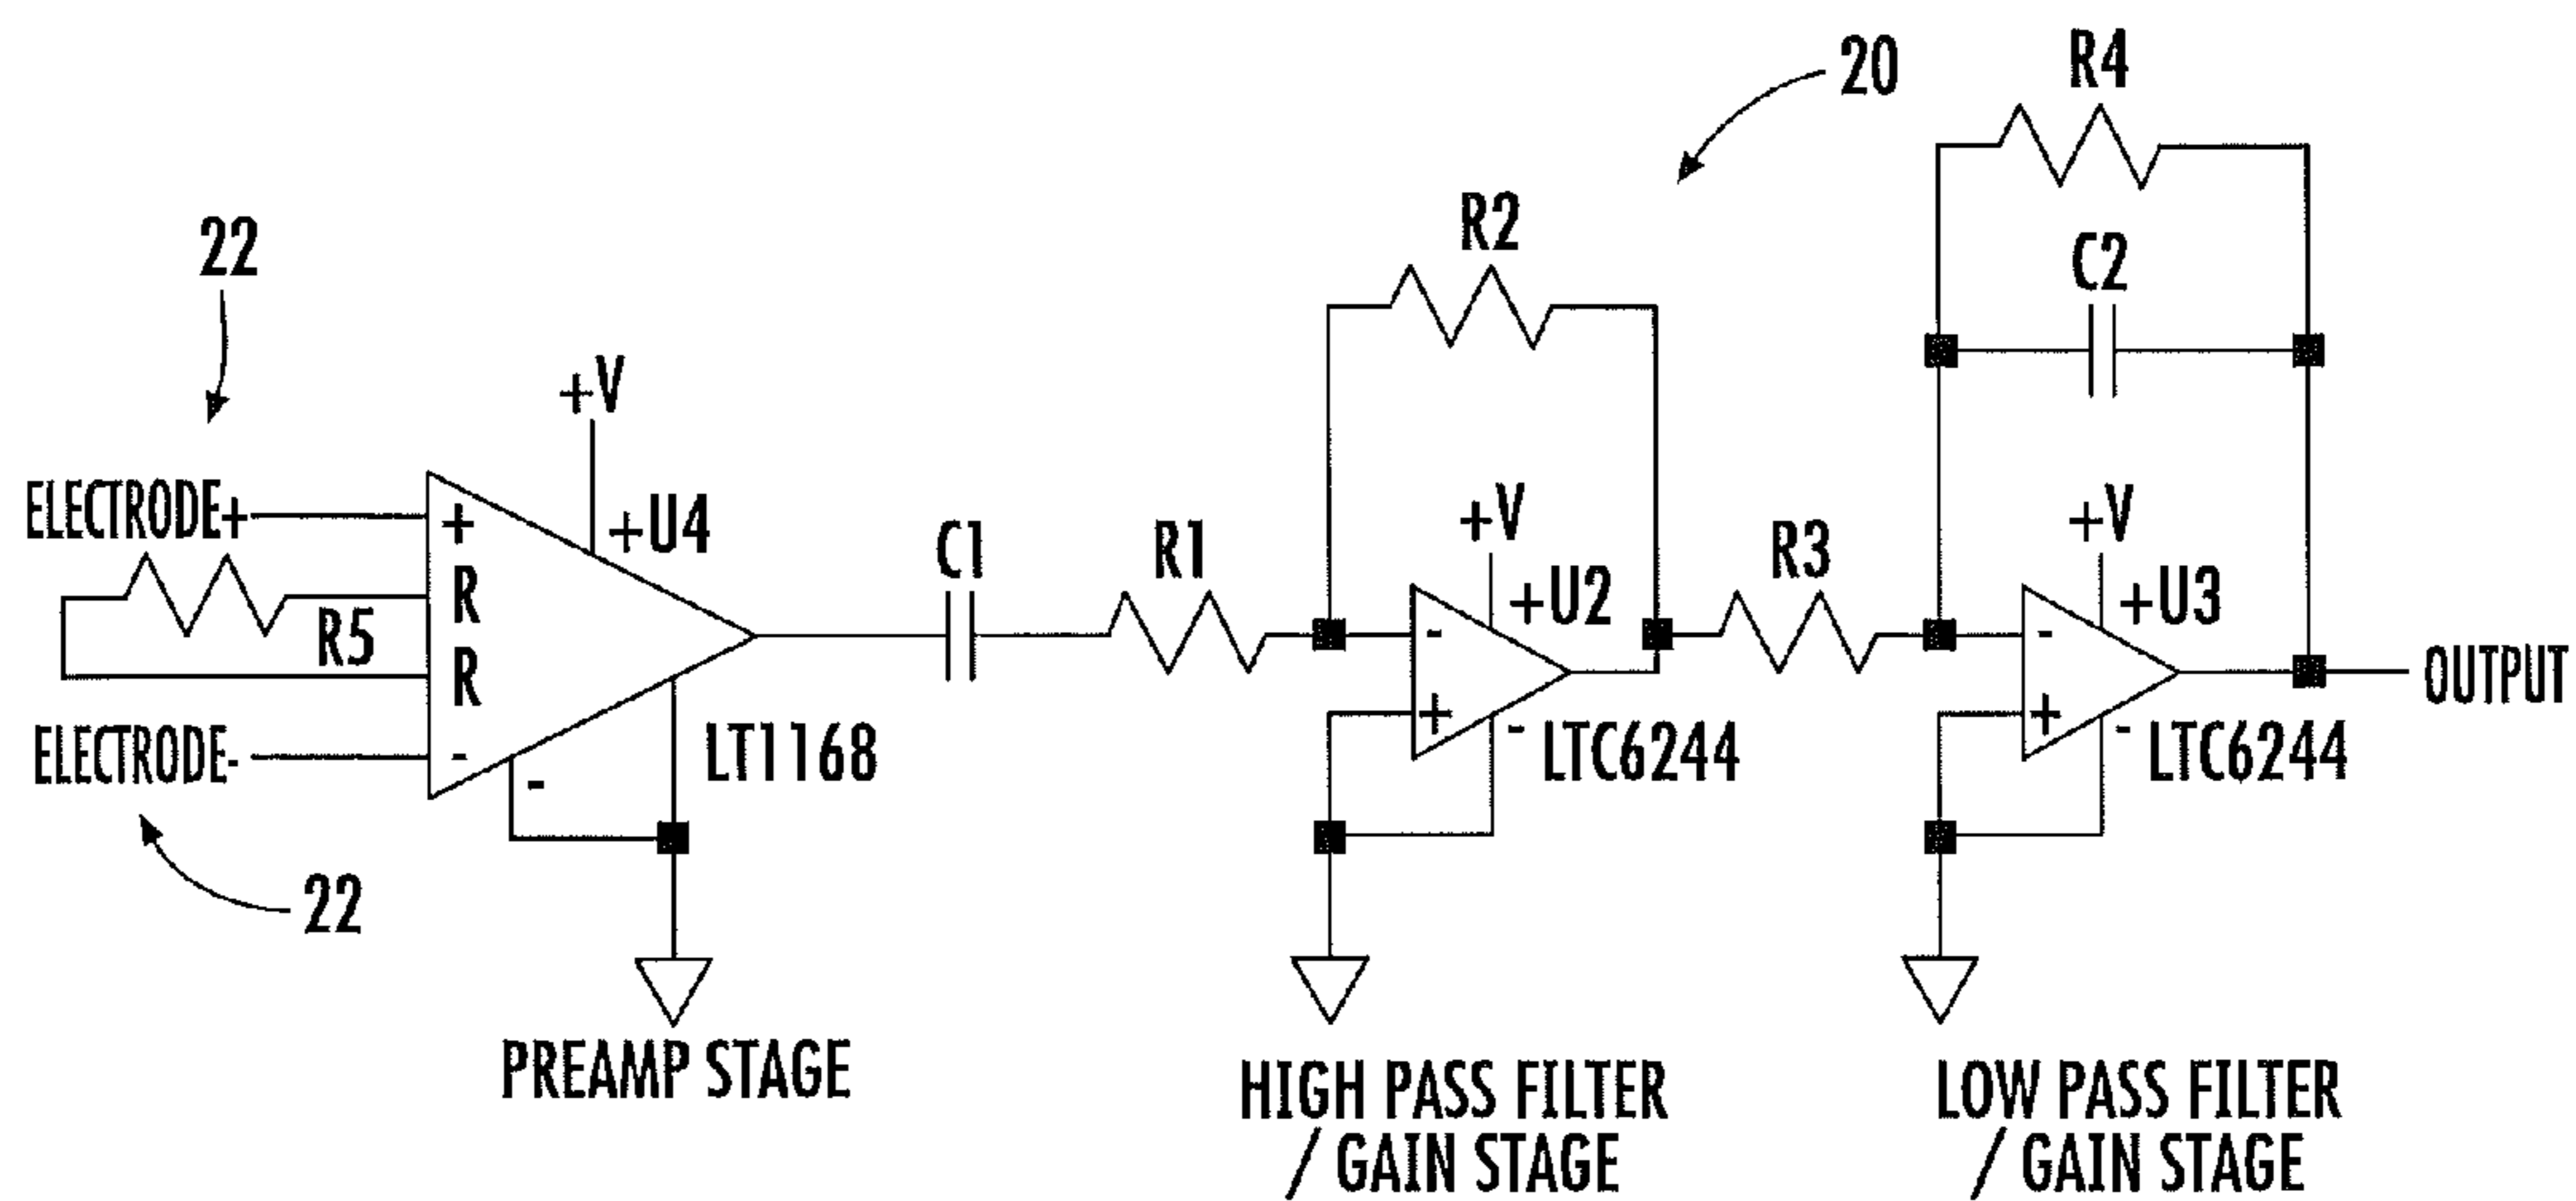 20
R4
22
R2
C2
+V
+U4
ELECTRODE+
+
R
R5
R
-
ELECTRODE-
-
LT1168
22
C1
R1
+V
+U2
-
+
-
LTC6244
R3
+V
+U3
-
+
-
LTC6244
OUTPUT
PREAMP STAGE
HIGH PASS FILTER
/ GAIN STAGE
LOW PASS FILTER
/ GAIN STAGE